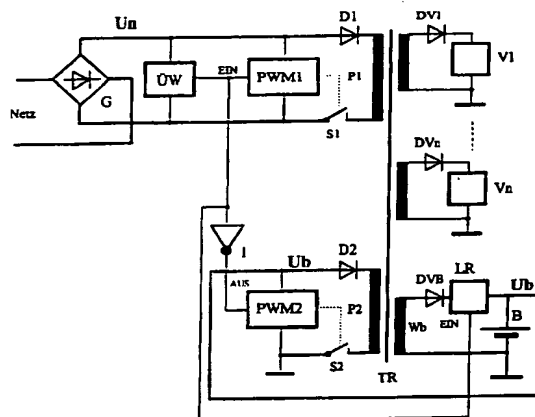 Un
D1
DV1
ÜW
EIN
PWM1
P1
V1
G
Netz
S1
DVn
Vn
I
Ub
D2
DVB
LR
Ub
AUS
PWM2
P2
Wb
EIN
B
S2
TR